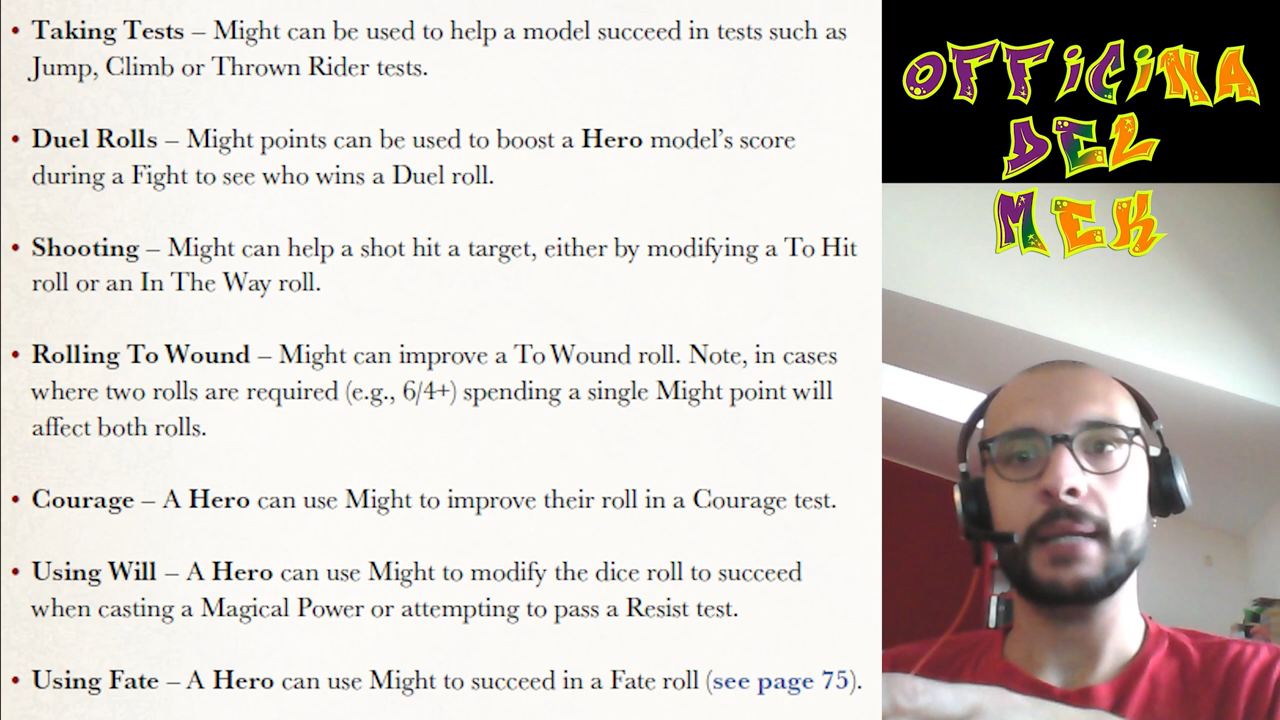 • Taking Tests – Might can be used to help a model succeed in tests such as
Jump, Climb or Thrown Rider tests.
• Duel Rolls – Might points can be used to boost a Hero model’s score
during a Fight to see who wins a Duel roll.
• Shooting – Might can help a shot hit a target, either by modifying a To Hit
roll or an In The Way roll.
• Rolling To Wound – Might can improve a To Wound roll. Note, in cases
where two rolls are required (e.g., 6/4+) spending a single Might point will
affect both rolls.
• Courage – A Hero can use Might to improve their roll in a Courage test.
• Using Will – A Hero can use Might to modify the dice roll to succeed
when casting a Magical Power or attempting to pass a Resist test.
• Using Fate – A Hero can use Might to succeed in a Fate roll (see page 75).
OFFiCiNA
DEL
MEK